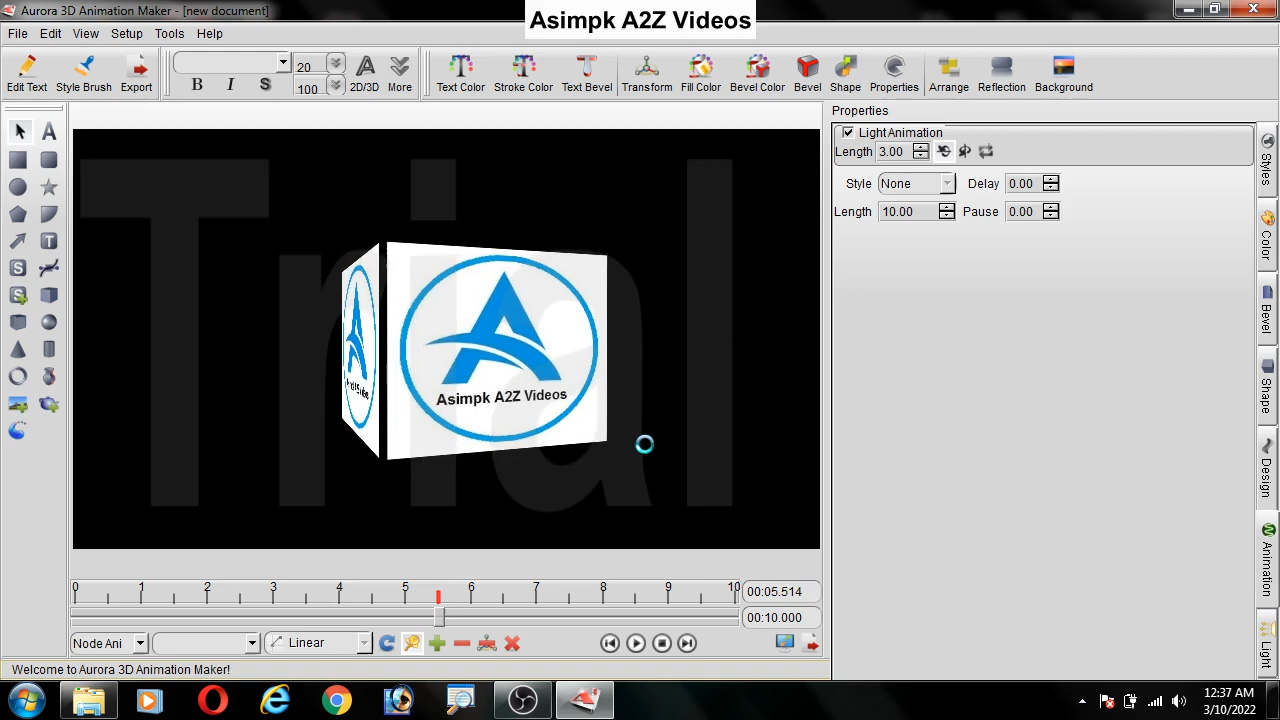 Aurora 3D Animation Maker - [new document]
Asimpk A2Z Videos
File Edit View Setup Tools Help
20
100
B I S
Edit Text Style Brush Export 2D/3D More Text Color Stroke Color Text Bevel Transform Fill Color Bevel Color Bevel Shape Properties Arrange Reflection Background
Properties
Light Animation
Length 3.00
Style None Delay 0.00
Length 10.00 Pause 0.00
Trial
Asimpk A2Z Videos
Styles
Color
Bevel
Shape
Design
Animation
Light
0 1 2 3 4 5 6 7 8 9 10
00:05.514
00:10.000
Node Ani Linear
Welcome to Aurora 3D Animation Maker!
12:37 AM
3/10/2022